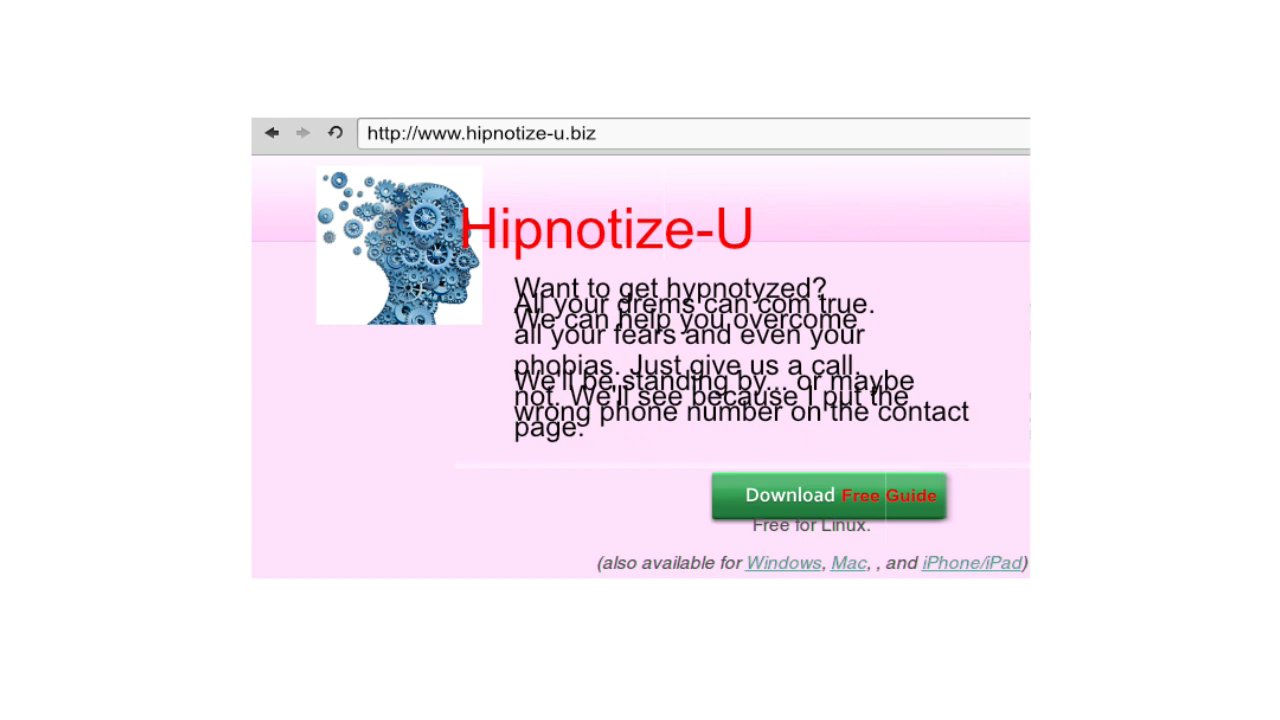 http://www.hipnotize-u.biz
Hipnotize-U
Want to get hypnotyzed?
All your drems can com true.
We can help you overcome
all your fears and even your
phobias. Just give us a call.
We'll be standing by... or maybe
not. We'll see because I put the
wrong phone number on the contact
page.
Download Free Guide
Free for Linux.
(also available for Windows, Mac, , and iPhone/iPad)